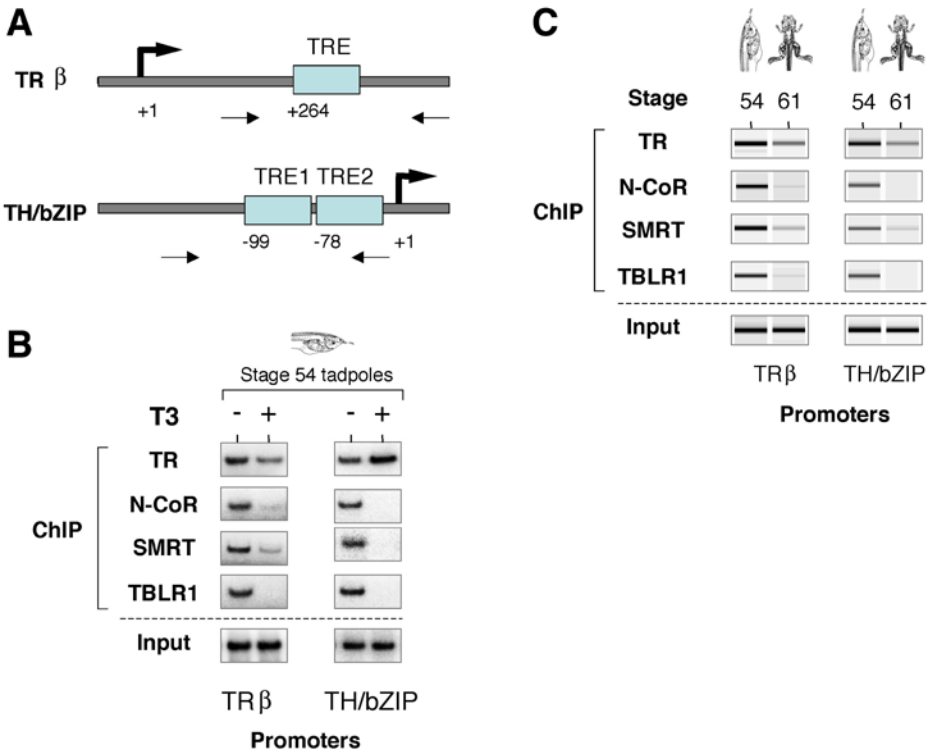 A
TRE
TR β
+1
+264
TRE1 TRE2
TH/bZIP
-99
-78
+1
B
Stage 54 tadpoles
T3 - + - +
TR
N-CoR
ChIP
SMRT
TBLR1
Input
TRβ TH/bZIP
Promoters
C
Stage 54 61 54 61
TR
N-CoR
ChIP
SMRT
TBLR1
Input
TRβ TH/bZIP
Promoters